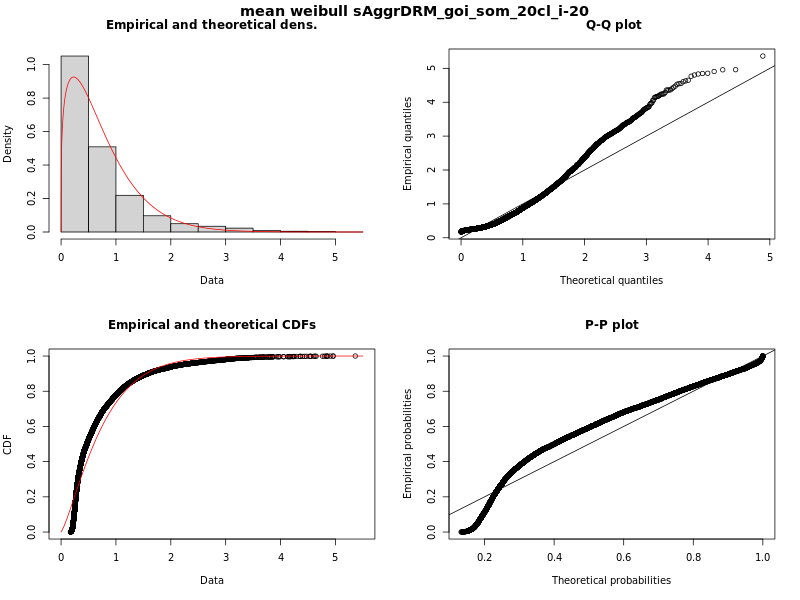 mean weibull sAggrDRM_goi_som_20cl_i-20
Empirical and theoretical dens.
Density
0.0 0.2 0.4 0.6 0.8 1.0
0 1 2 3 4 5
Data
Q-Q plot
Empirical quantiles
0 1 2 3 4 5
0 1 2 3 4 5
Theoretical quantiles
Empirical and theoretical CDFs
CDF
0.0 0.2 0.4 0.6 0.8 1.0
0 1 2 3 4 5
Data
P-P plot
Empirical probabilities
0.0 0.2 0.4 0.6 0.8 1.0
0.2 0.4 0.6 0.8 1.0
Theoretical probabilities